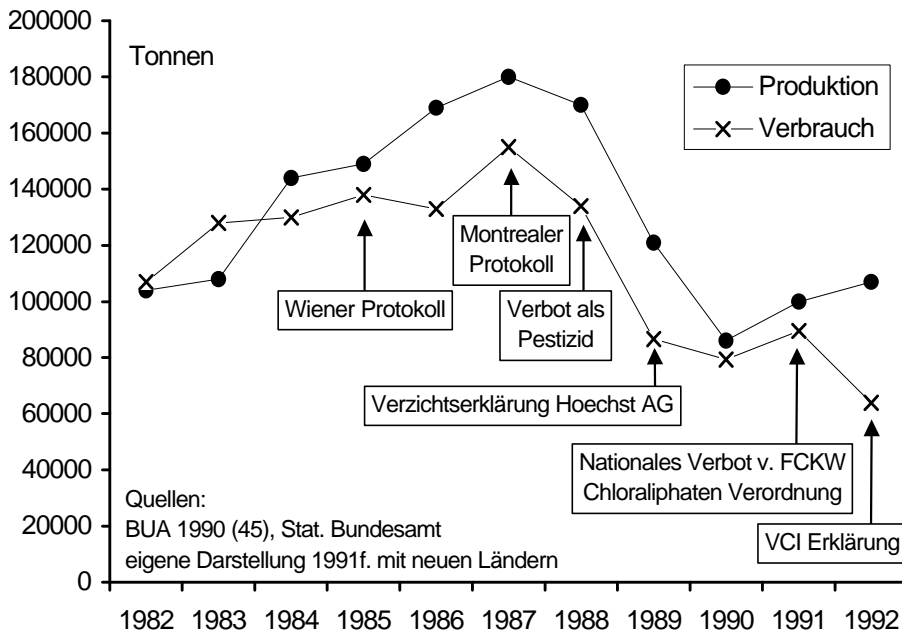 200000
180000
160000
140000
120000
100000
80000
60000
40000
20000
0
Tonnen
Produktion
Verbrauch
Wiener Protokoll
Montrealer
Protokoll
Verbot als
Pestizid
Verzichtserklärung Hoechst AG
Nationales Verbot v. FCKW
Chloraliphaten Verordnung
VCI Erklärung
Quellen:
BUA 1990 (45), Stat. Bundesamt
eigene Darstellung 1991f. mit neuen Ländern
1982 1983 1984 1985 1986 1987 1988 1989 1990 1991 1992